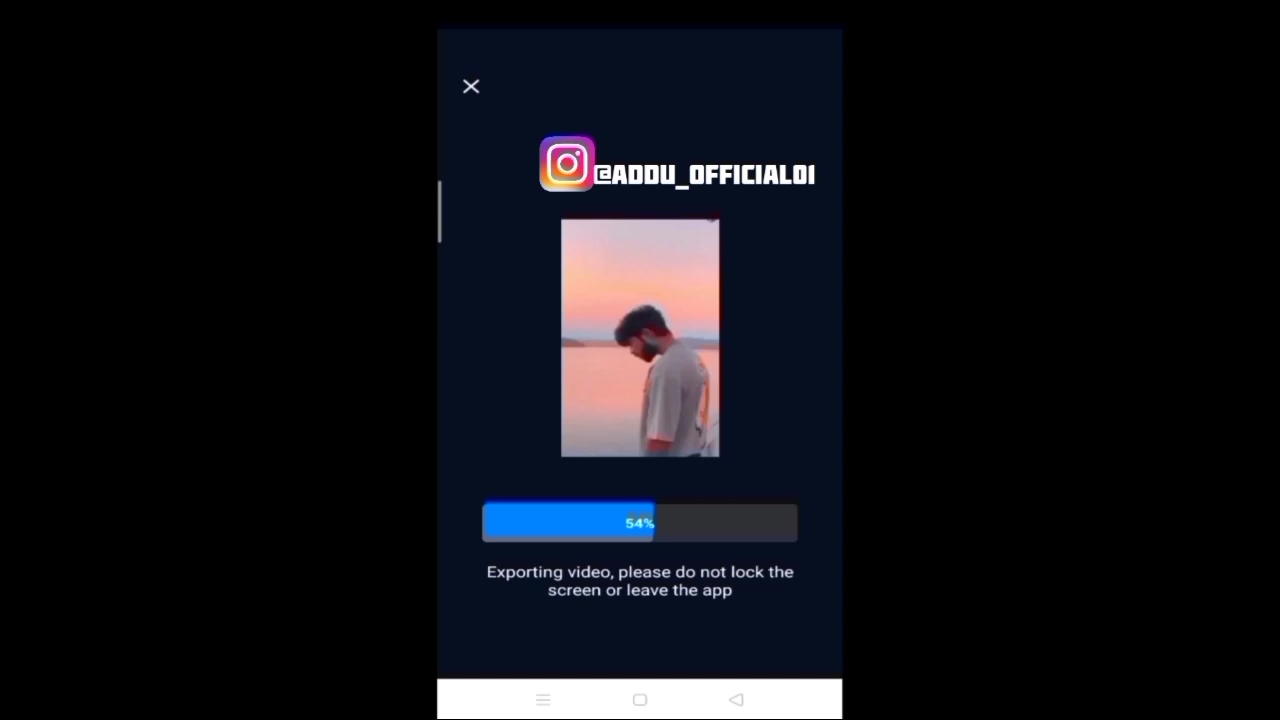 @ADDU_OFFICIAL01
54%
Exporting video, please do not lock the
screen or leave the app